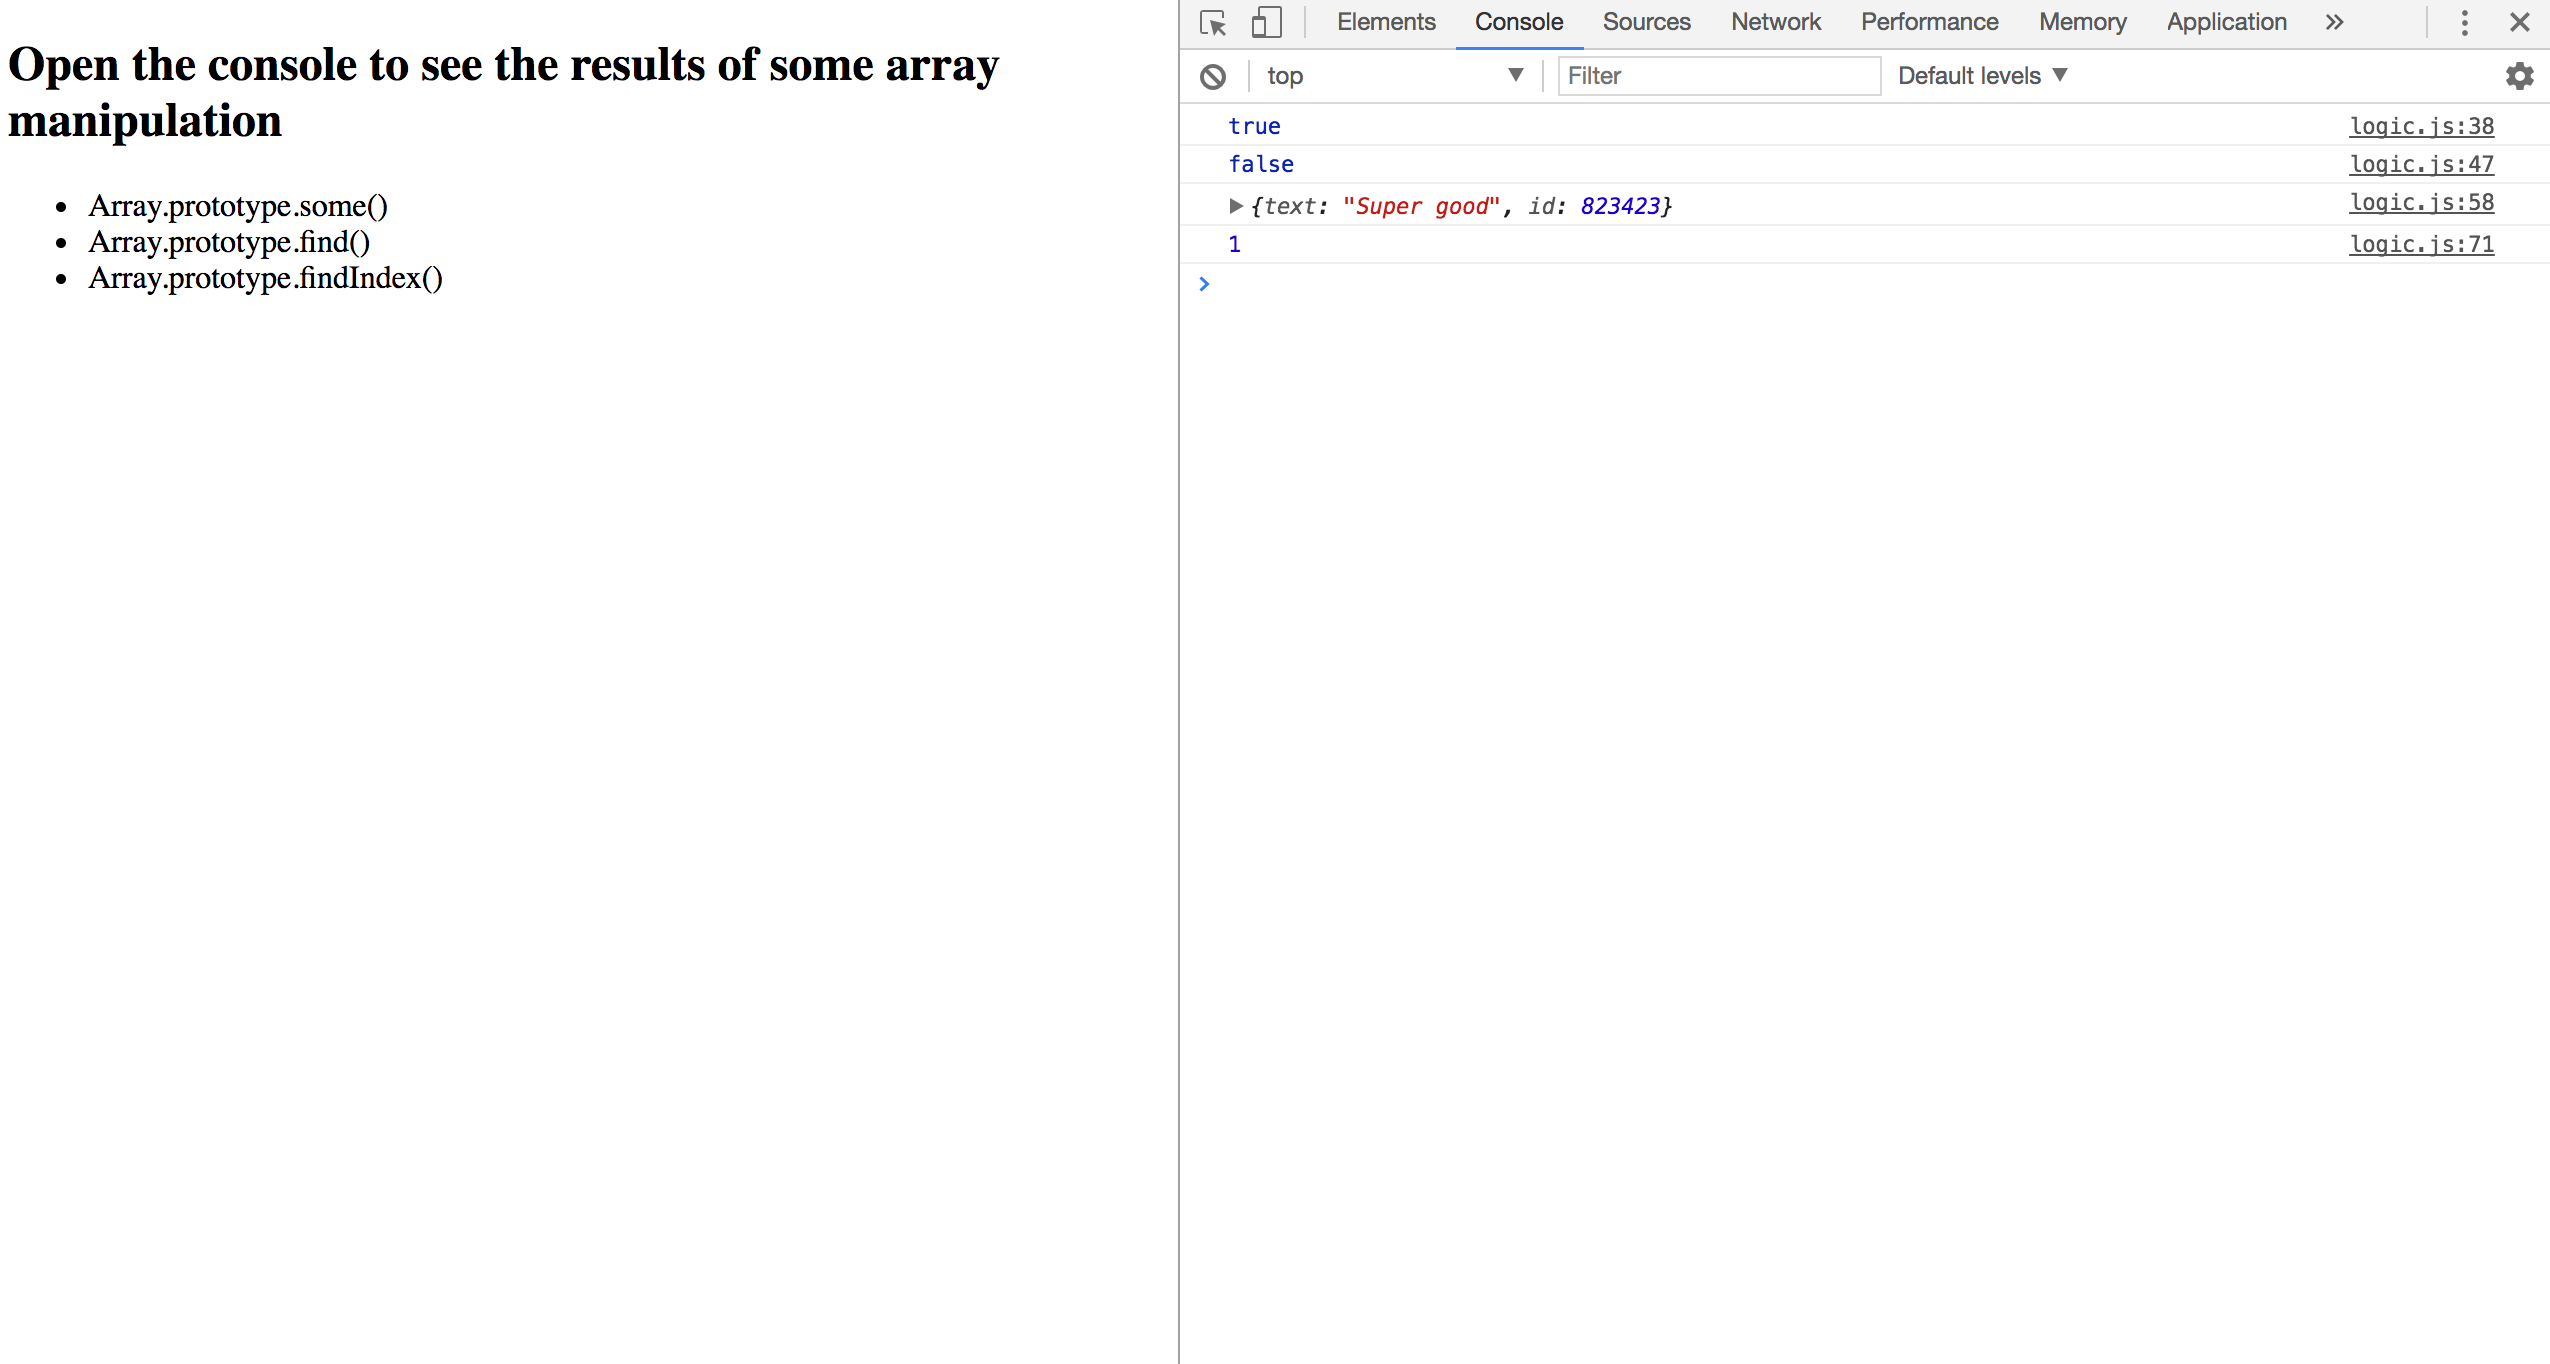 Open the console to see the results of some array
manipulation
Array.prototype.some()
Array.prototype.find()
Array.prototype.findIndex()
Elements Console Sources Network Performance Memory Application »
top Filter Default levels
true logic.js:38
false logic.js:47
{text: "Super good", id: 823423} logic.js:58
1 logic.js:71